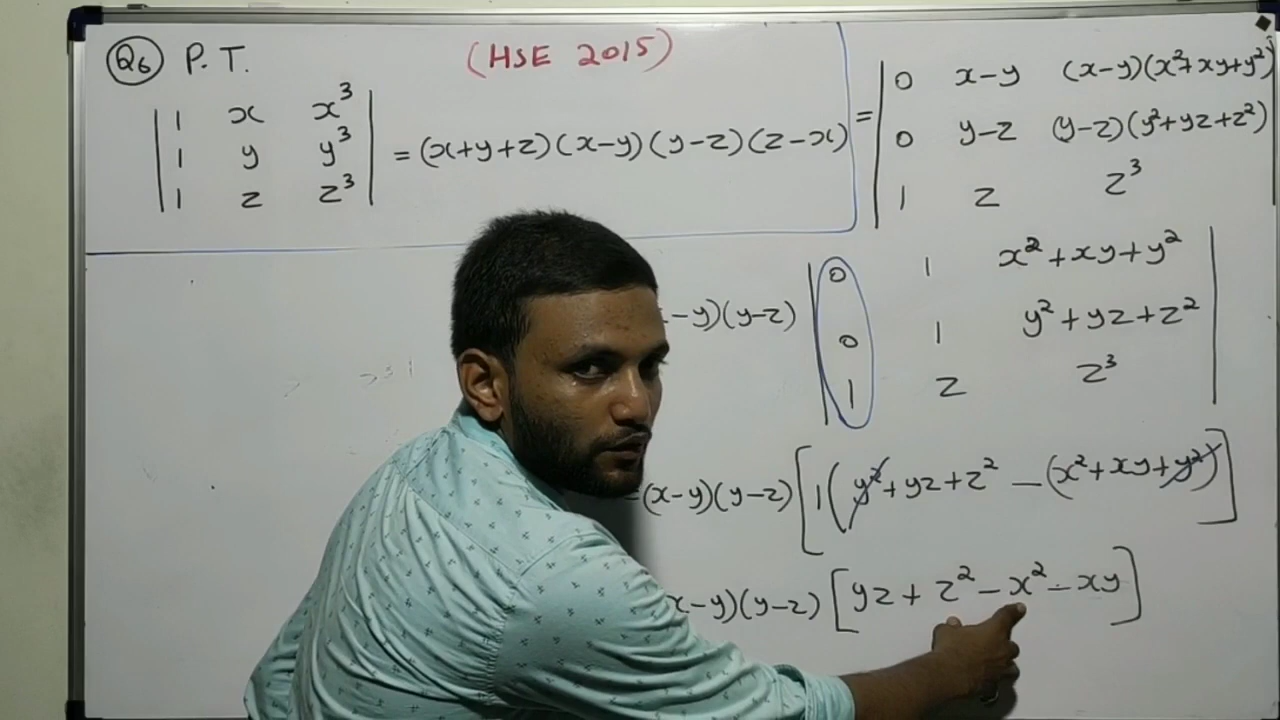 Q6 P.T. (HSE 2015)
| 1 x x³ |
| 1 y y³ | = (x+y+z)(x-y)(y-z)(z-x)
| 1 z z³ |
= | 0 x-y (x-y)(x²+xy+y²) |
| 0 y-z (y-z)(y²+yz+z²) |
| 1 z z³ |
-y)(y-z) | 0 1 x²+xy+y² |
| 0 1 y²+yz+z² |
| 1 z z³ |
=(x-y)(y-z)[1(y²+yz+z² -(x²+xy+y²)]
x-y)(y-z)[yz+z²-x²-xy]